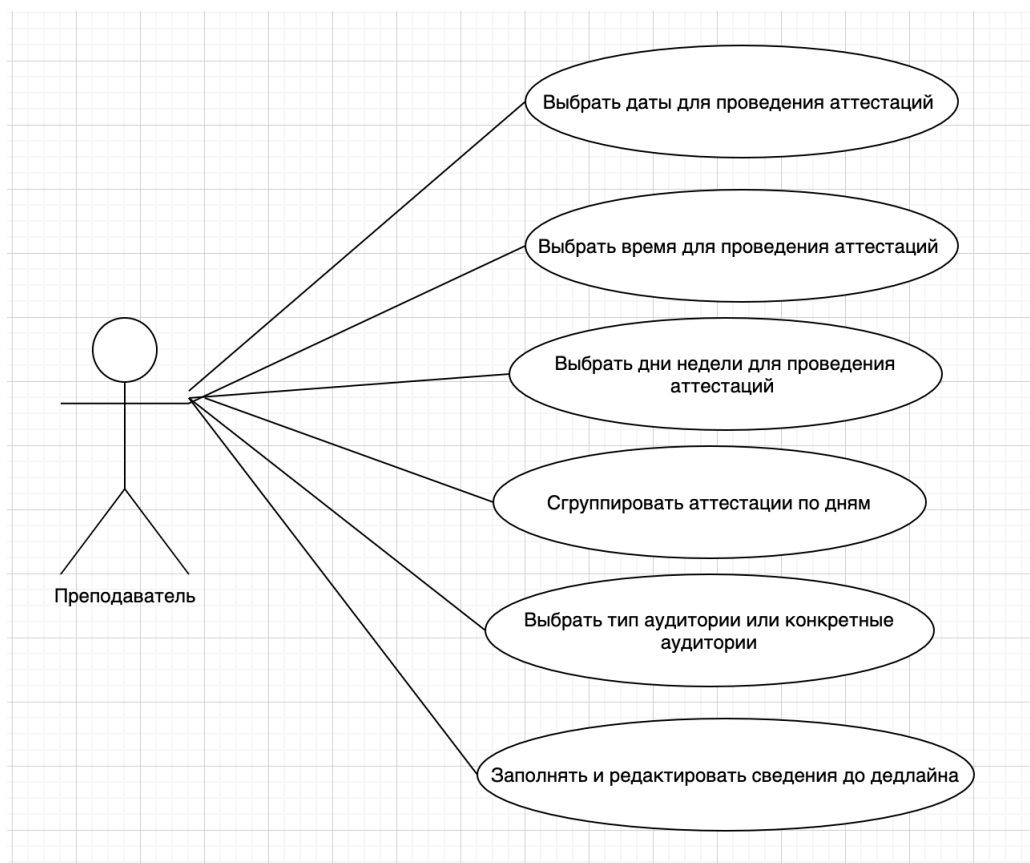 Выбрать даты для проведения аттестаций
Выбрать время для проведения аттестаций
Выбрать дни недели для проведения
аттестаций
Сгруппировать аттестации по дням
Преподаватель
Выбрать тип аудитории или конкретные
аудитории
Заполнять и редактировать сведения до дедлайна